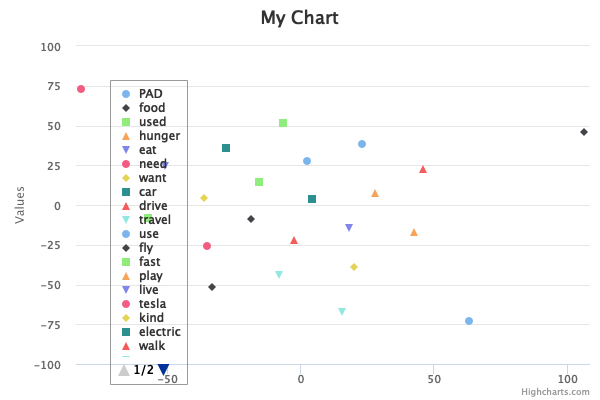 My Chart
100
75
50
25
0
−25
−50
−75
−100
Values
PAD
food
used
hunger
eat
need
want
car
drive
travel
use
fly
fast
play
live
tesla
kind
electric
walk
1/2
−50
0
50
100
Highcharts.com